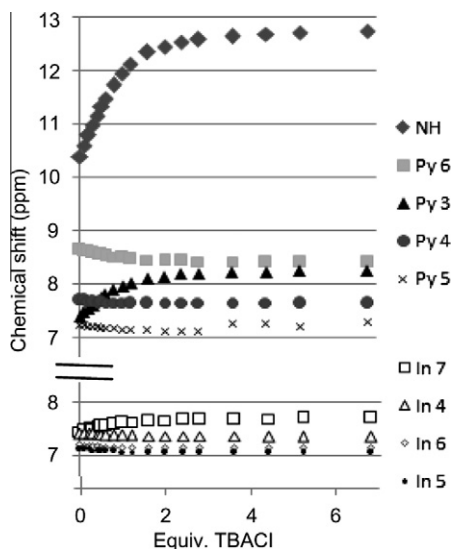 13
12
11
10
9
8
7
8
7
0
2
4
6
8
Chemical shift (ppm)
Equiv. TBACl
NH
Py 6
Py 3
Py 4
Py 5
In 7
In 4
In 6
In 5